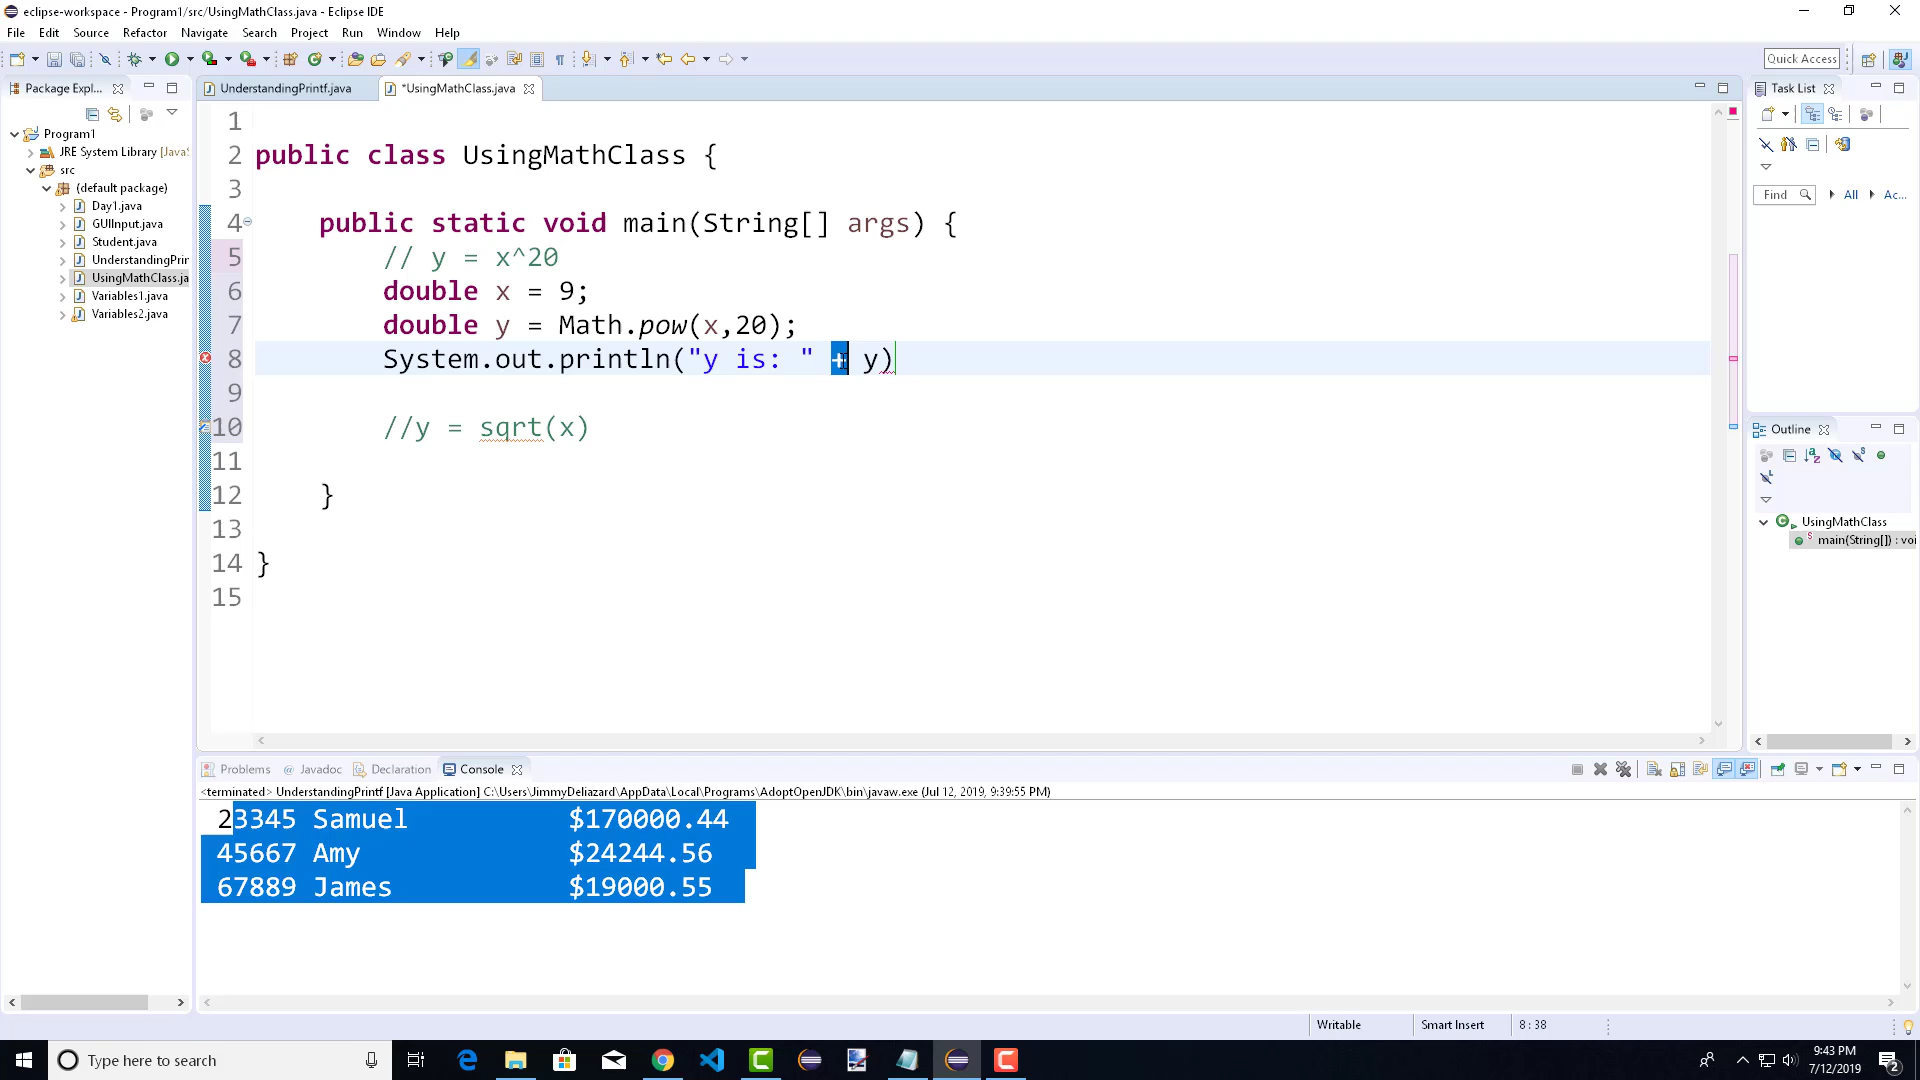 eclipse-workspace - Program1/src/UsingMathClass.java - Eclipse IDE
File Edit Source Refactor Navigate Search Project Run Window Help
Quick Access
Package Expl...
UnderstandingPrintf.java
*UsingMathClass.java
Task List
Program1
JRE System Library [Java
src
(default package)
Day1.java
GUIInput.java
Student.java
UnderstandingPrin
UsingMathClass.ja
Variables1.java
Variables2.java
1
2 public class UsingMathClass {
3
4 public static void main(String[] args) {
5 // y = x^20
6 double x = 9;
7 double y = Math.pow(x,20);
8 System.out.println("y is: " + y)
9
10 //y = sqrt(x)
11
12 }
13
14 }
15
Find All Ac...
Outline
UsingMathClass
main(String[]) : voi
Problems Javadoc Declaration Console
<terminated> UnderstandingPrintf [Java Application] C:\Users\JimmyDeliazard\AppData\Local\Programs\AdoptOpenJDK\bin\javaw.exe (Jul 12, 2019, 9:39:55 PM)
23345 Samuel $170000.44
45667 Amy $24244.56
67889 James $19000.55
Writable Smart Insert 8 : 38
Type here to search
9:43 PM
7/12/2019
2